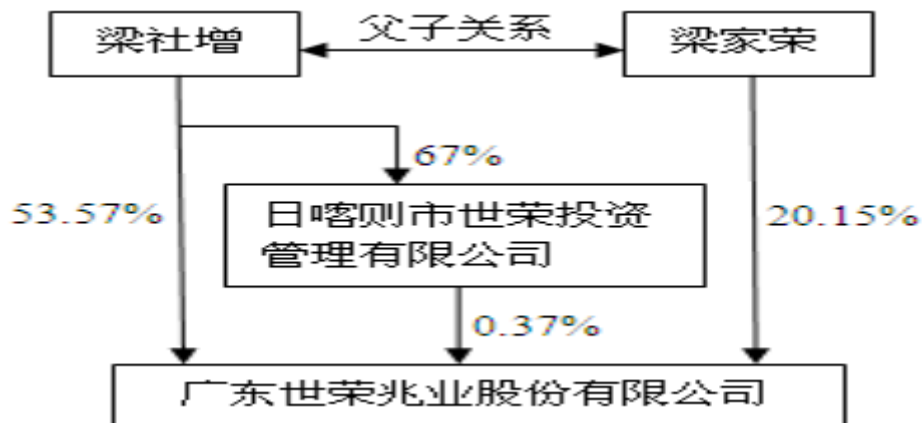 梁社增
父子关系
梁家荣
67%
53.57%
日喀则市世荣投资
管理有限公司
20.15%
0.37%
广东世荣兆业股份有限公司